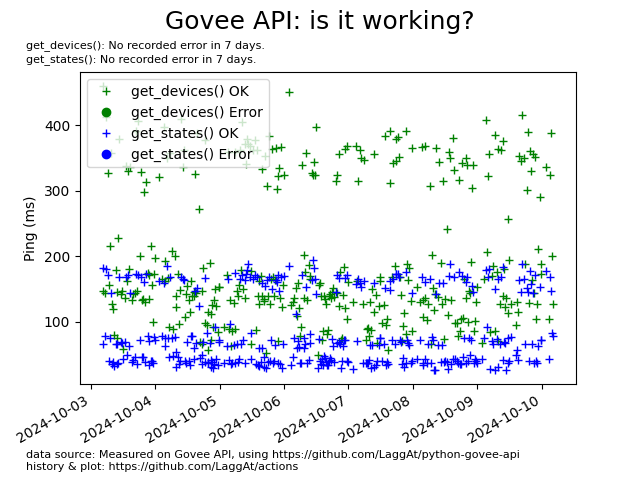 Govee API: is it working?
get_devices(): No recorded error in 7 days.
get_states(): No recorded error in 7 days.
get_devices() OK
get_devices() Error
get_states() OK
get_states() Error
Ping (ms)
400
300
200
100
2024-10-03
2024-10-04
2024-10-05
2024-10-06
2024-10-07
2024-10-08
2024-10-09
2024-10-10
data source: Measured on Govee API, using https://github.com/LaggAt/python-govee-api
history & plot: https://github.com/LaggAt/actions